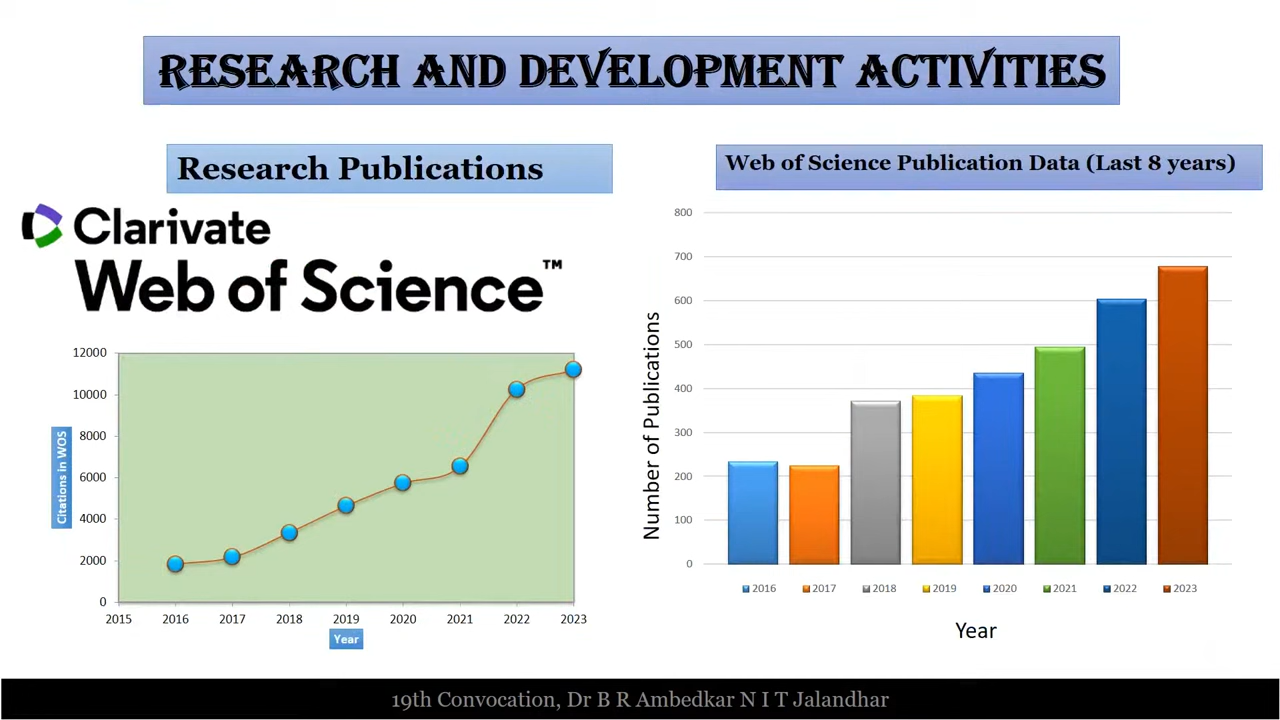 RESEARCH AND DEVELOPMENT ACTIVITIES
Research Publications
Clarivate
Web of Science™
12000
10000
8000
6000
4000
2000
0
Citations in WOS
2015 2016 2017 2018 2019 2020 2021 2022 2023
Year
Web of Science Publication Data (Last 8 years)
800
700
600
500
400
300
200
100
0
Number of Publications
2016 2017 2018 2019 2020 2021 2022 2023
Year
19th Convocation, Dr B R Ambedkar N I T Jalandhar